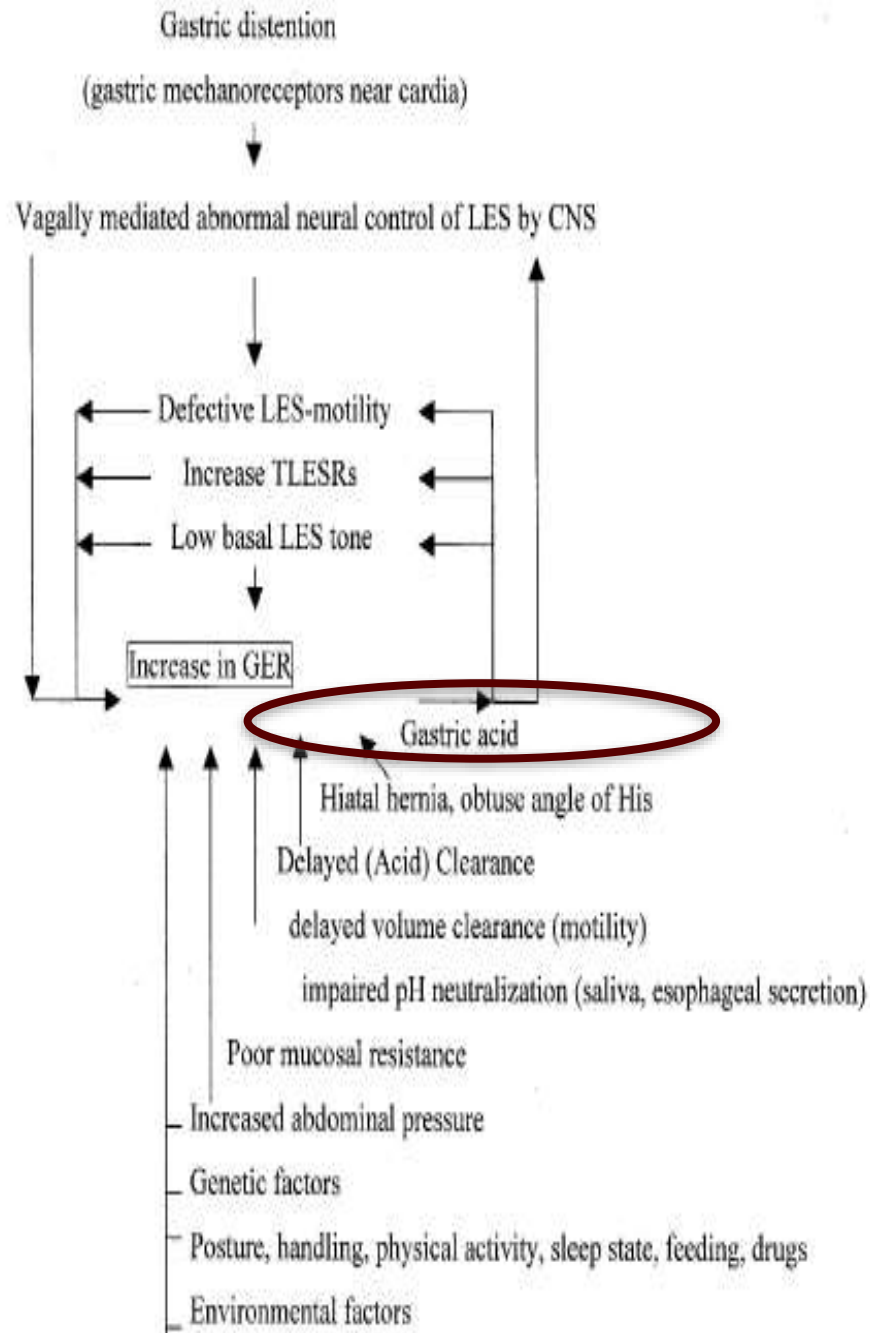 Gastric distention
(gastric mechanoreceptors near cardia)
Vagally mediated abnormal neural control of LES by CNS
Defective LES-motility
Increase TLESRs
Low basal LES tone
Increase in GER
Gastric acid
Hiatal hernia, obtuse angle of His
Delayed (Acid) Clearance
delayed volume clearance (motility)
impaired pH neutralization (saliva, esophageal secretion)
Poor mucosal resistance
Increased abdominal pressure
Genetic factors
Posture, handling, physical activity, sleep state, feeding, drugs
Environmental factors